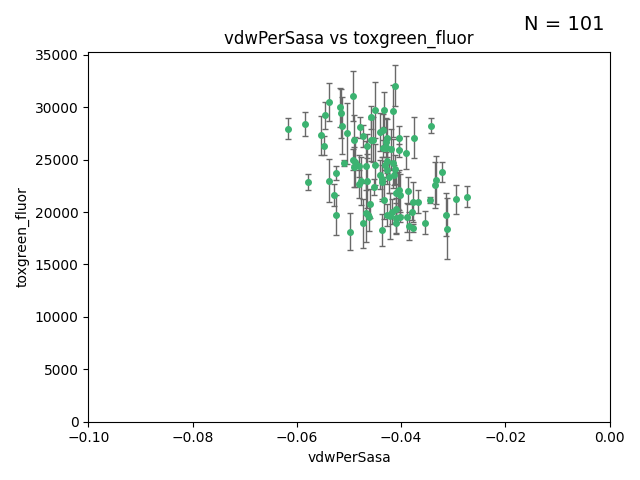 N = 101
vdwPerSasa vs toxgreen_fluor
35000
30000
25000
20000
15000
10000
5000
0
toxgreen_fluor
−0.10 −0.08 −0.06 −0.04 −0.02 0.00
vdwPerSasa